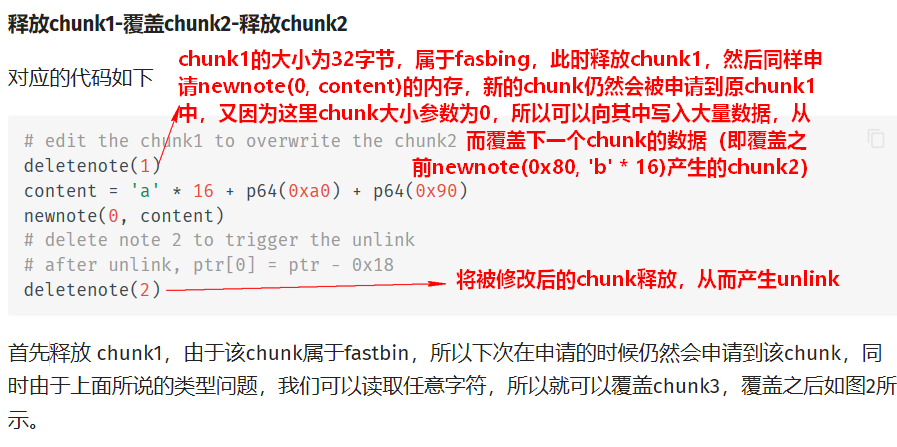 释放chunk1-覆盖chunk2-释放chunk2
对应的代码如下
chunk1的大小为32字节，属于fasbing，此时释放chunk1，然后同样申
请newnote(0, content)的内存，新的chunk仍然会被申请到原chunk1
中，又因为这里chunk大小参数为0，所以可以向其中写入大量数据，从
而覆盖下一个chunk的数据（即覆盖之
前newnote(0x80, 'b' * 16)产生的chunk2）
# edit the chunk1 to overwrite the chunk2
deletenote(1)
content = 'a' * 16 + p64(0xa0) + p64(0x90)
newnote(0, content)
# delete note 2 to trigger the unlink
# after unlink, ptr[0] = ptr - 0x18
deletenote(2)
将被修改后的chunk释放，从而产生unlink
首先释放 chunk1，由于该chunk属于fastbin，所以下次在申请的时候仍然会申请到该chunk，同
时由于上面所说的类型问题，我们可以读取任意字符，所以就可以覆盖chunk3，覆盖之后如图2所
示。